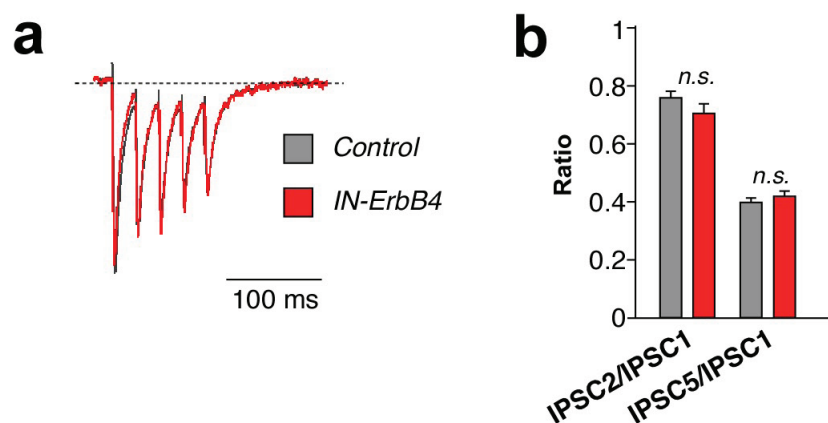 a
Control
IN-ErbB4
100 ms
b
Ratio
1
0.8
0.6
0.4
0.2
0
n.s.
n.s.
IPSC2/IPSC1
IPSC5/IPSC1